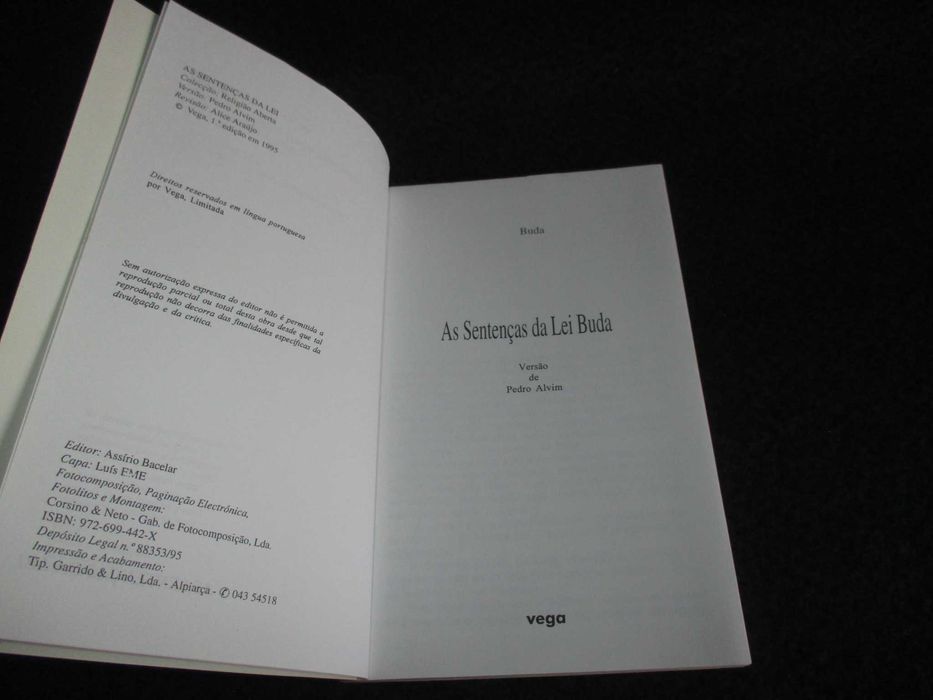 AS SENTENÇAS DA LEI
Colecção: Religião Aberta
Versão: Pedro Alvim
Revisão: Alice Araújo
© Vega, 1.ª edição em 1995
Direitos reservados em língua portuguesa
por Vega, Limitada
Sem autorização expressa do editor não é permitida a
reprodução parcial ou total desta obra desde que tal
reprodução não decorra das finalidades específicas da
divulgação e da crítica.
Editor: Assírio Bacelar
Capa: Luís EME
Fotocomposição, Paginação Electrónica,
Fotolitos e Montagem:
Corsino & Neto - Gab. de Fotocomposição, Lda.
ISBN: 972-699-442-X
Depósito Legal n.º 88353/95
Impressão e Acabamento:
Tip. Garrido & Lino, Lda. - Alpiarça - ✆ 043 54518
Buda
As Sentenças da Lei Buda
Versão
de
Pedro Alvim
vega